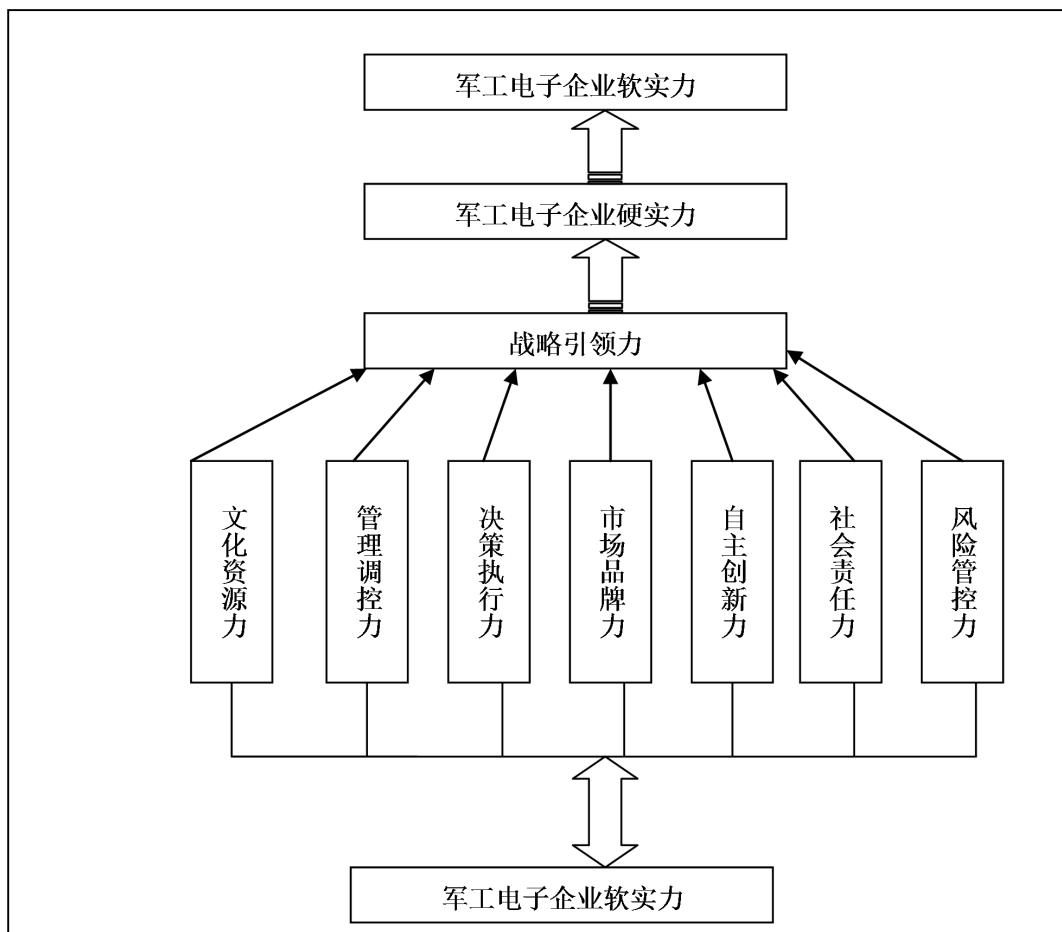 军工电子企业软实力
军工电子企业硬实力
战略引领力
文化资源力
管理调控力
决策执行力
市场品牌力
自主创新力
社会责任力
风险管控力
军工电子企业软实力